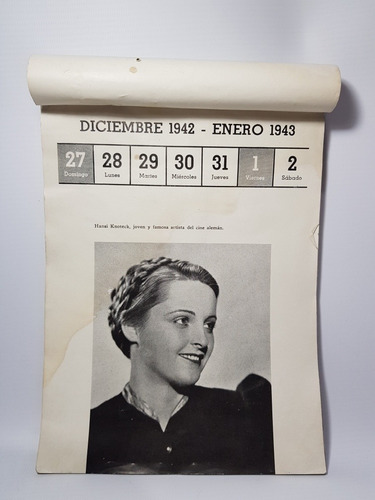 DICIEMBRE 1942 - ENERO 1943
27 28 29 30 31 1 2
Domingo Lunes Martes Miércoles Jueves Viernes Sábado
Hansi Knoteck, joven y famosa artista del cine alemán.